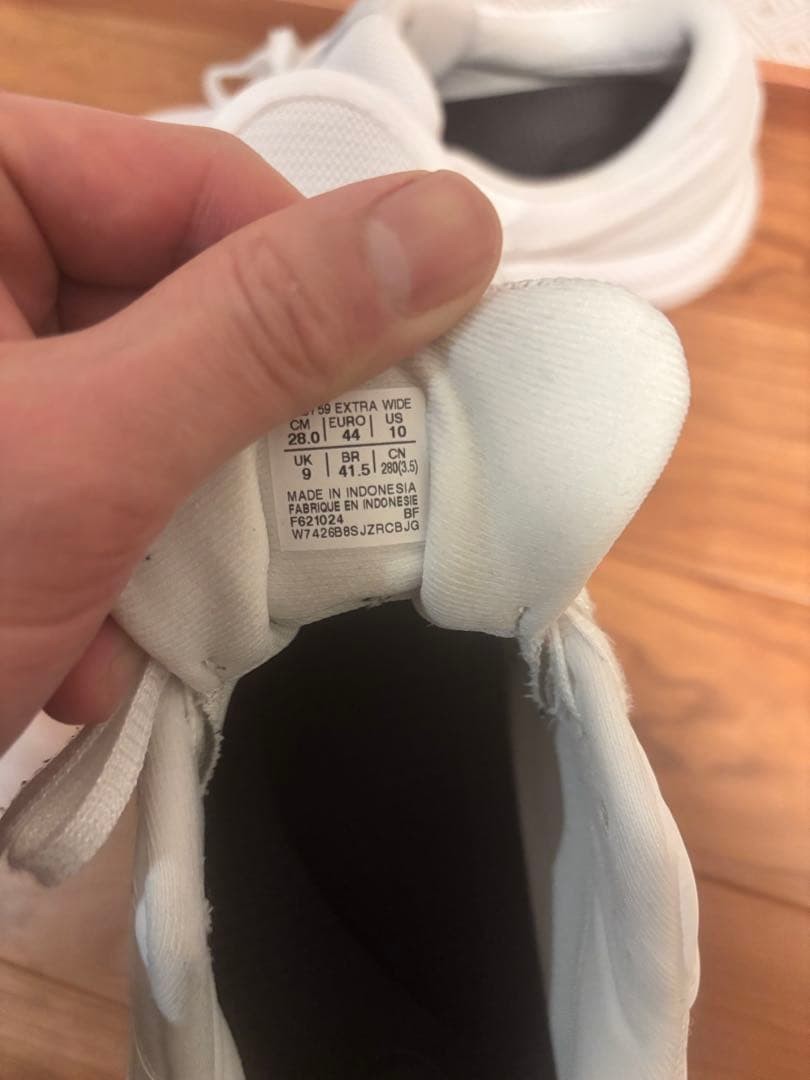 59 EXTRA WIDE
CM | EURO | US
28.0 | 44 | 10
UK | BR | CN
9 | 41.5 | 280(3.5)
MADE IN INDONESIA
FABRIQUE EN INDONESIE
F621024 BF
W7426B8SJZRCBJG